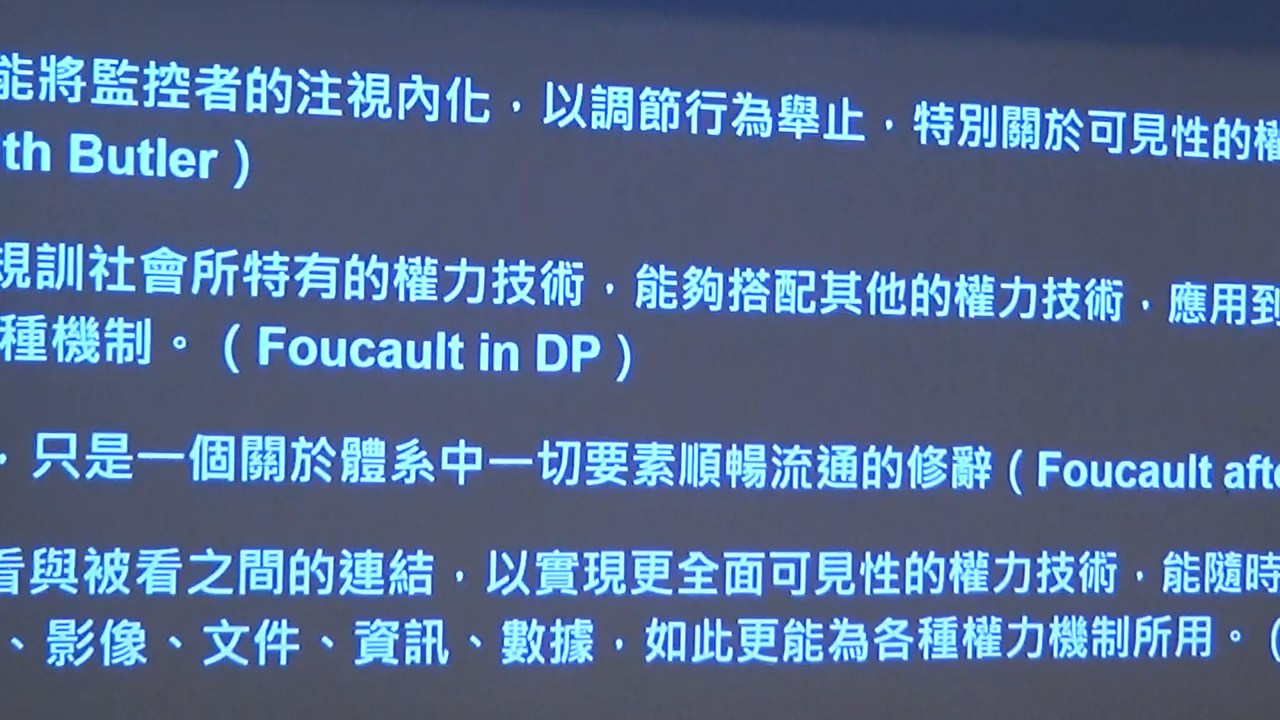 能將監控者的注視內化，以調節行為舉止，特別關於可見性的權
th Butler）
規訓社會所特有的權力技術，能夠搭配其他的權力技術，應用到
種機制。（Foucault in DP）
，只是一個關於體系中一切要素順暢流通的修辭（Foucault afte
看與被看之間的連結，以實現更全面可見性的權力技術，能隨時
、影像、文件、資訊、數據，如此更能為各種權力機制所用。（